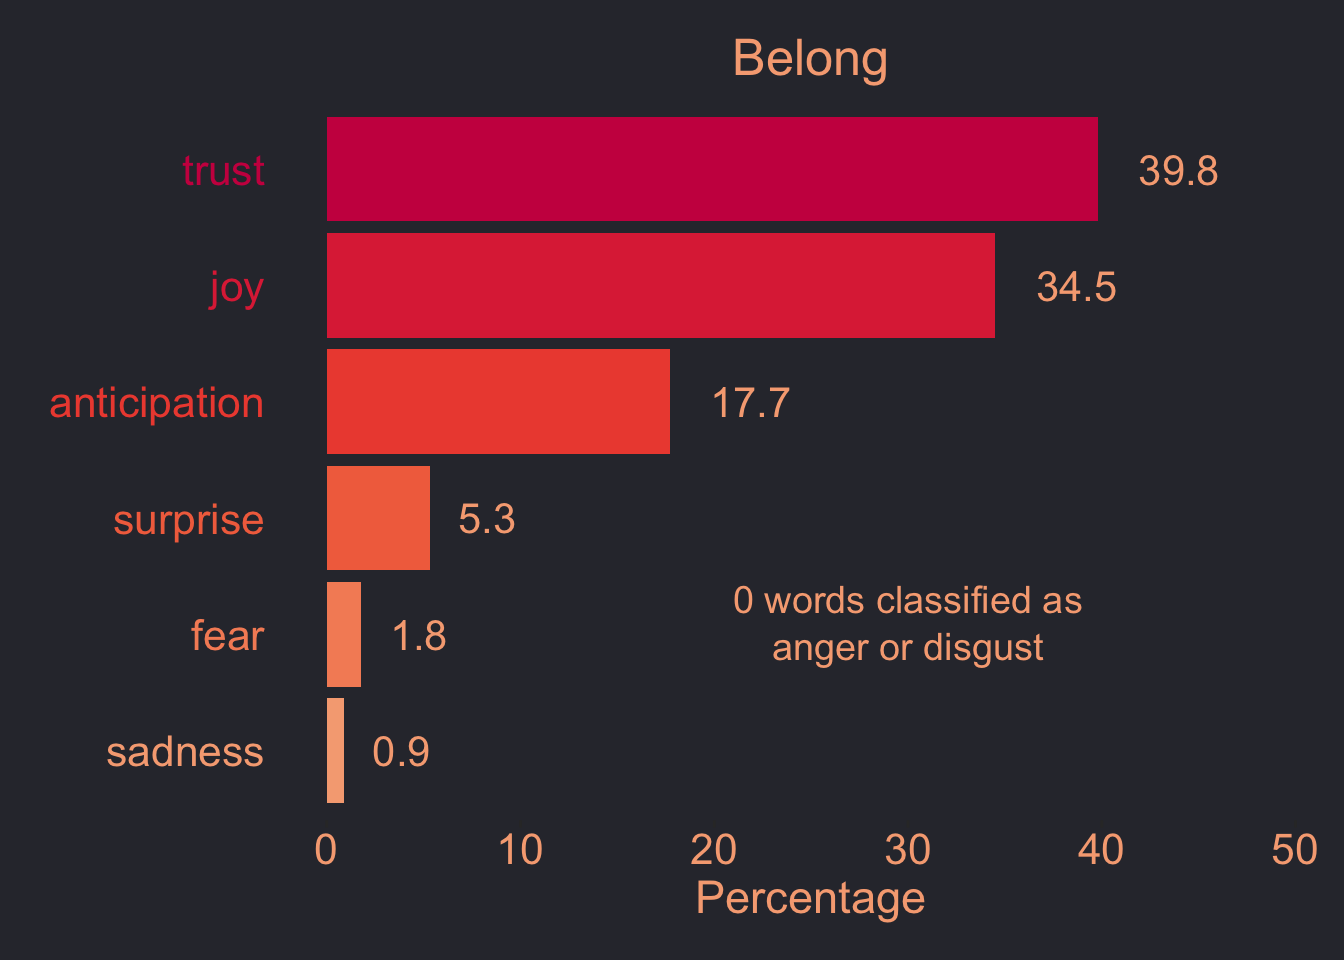 Belong
trust 39.8
joy 34.5
anticipation 17.7
surprise 5.3
0 words classified as
anger or disgust
fear 1.8
sadness 0.9
0 10 20 30 40 50
Percentage